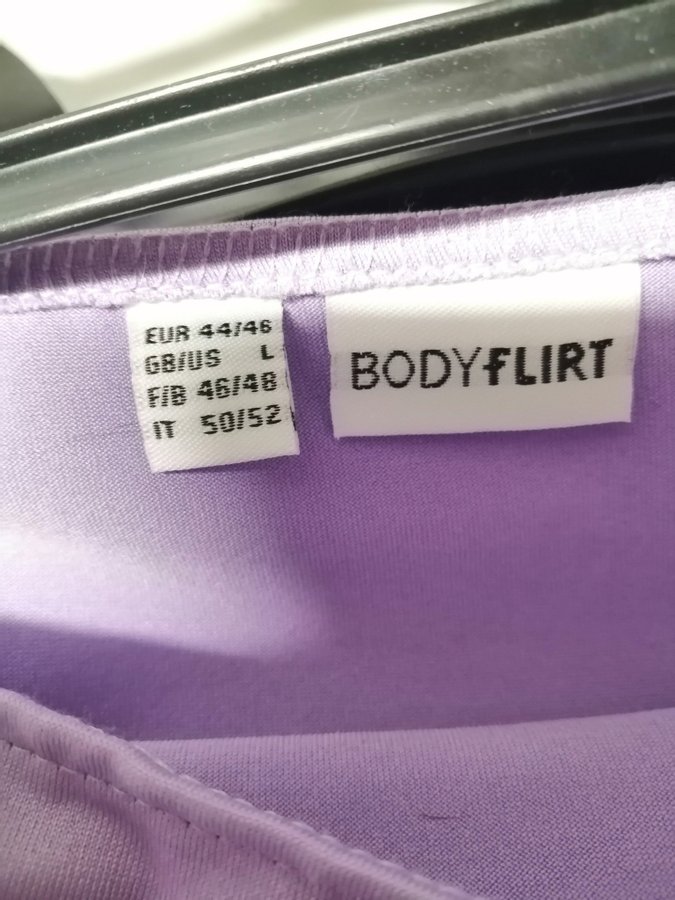 EUR 44/46
GB/US L
F/B 46/48
IT 50/52
BODYFLIRT